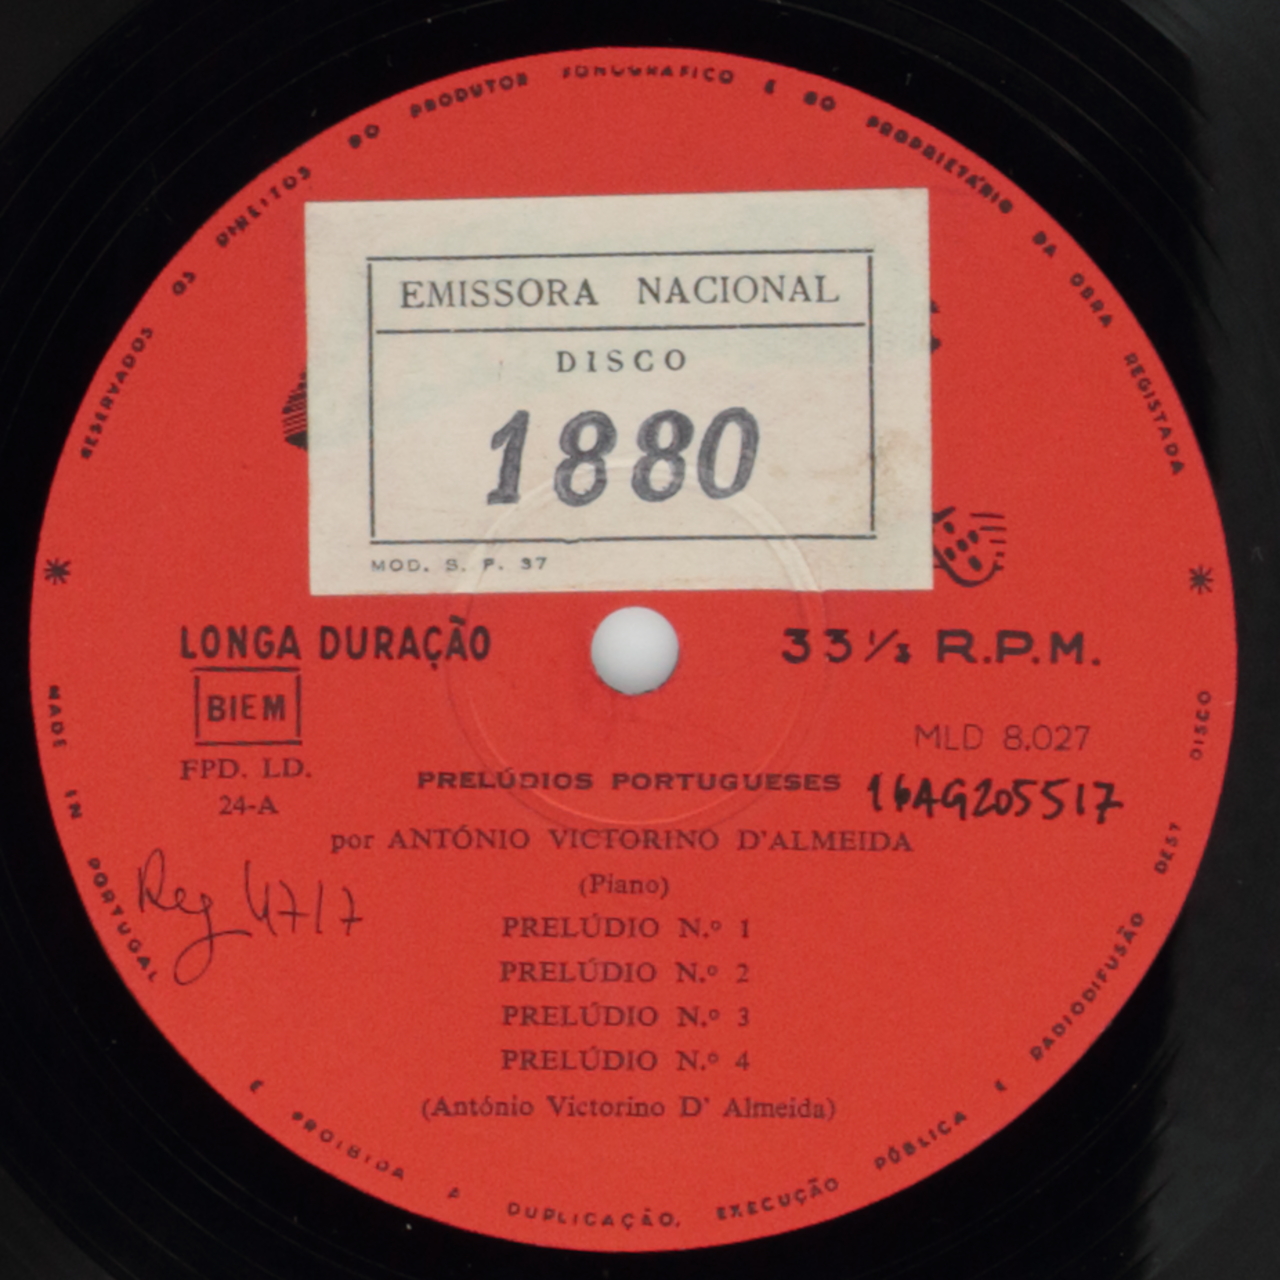 RESERVADOS OS DIREITOS DO PRODUTOR FONOGRÁFICO E DO PROPRIETÁRIO DA OBRA REGISTADA
EMISSORA NACIONAL
DISCO
1880
MOD. S. P. 37
LONGA DURAÇÃO
33 1/3 R.P.M.
BIEM
MLD 8.027
FPD. LD.
24-A
PRELÚDIOS PORTUGUESES
16AG205517
por ANTÓNIO VICTORINO D'ALMEIDA
(Piano)
Reg 4717
PRELÚDIO N.º 1
PRELÚDIO N.º 2
PRELÚDIO N.º 3
PRELÚDIO N.º 4
(António Victorino D' Almeida)
MADE IN PORTUGAL
É PROIBIDA A DUPLICAÇÃO, EXECUÇÃO PÚBLICA E RADIODIFUSÃO DEST DISCO